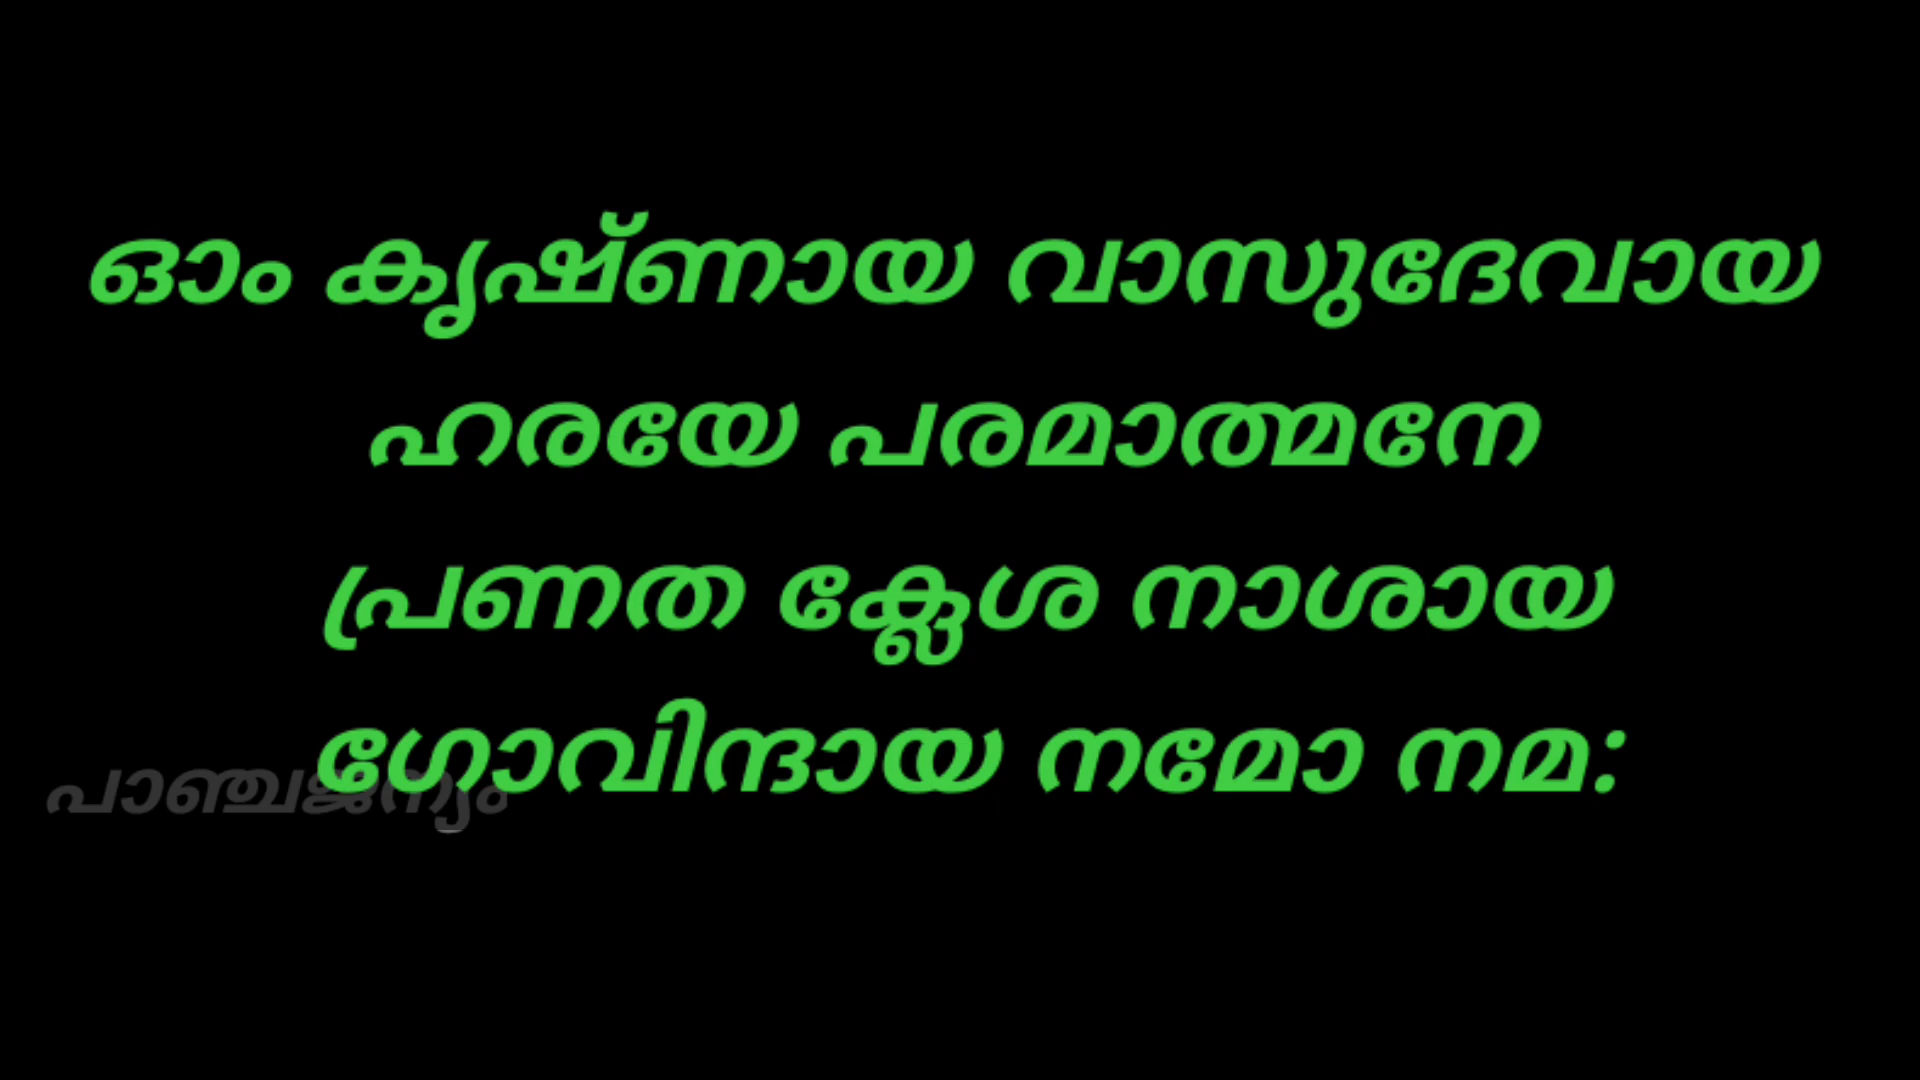 ഓം കൃഷ്ണായ വാസുദേവായ
ഹരയേ പരമാത്മനേ
പ്രണത ക്ലേശ നാശായ
ഗോവിന്ദായ നമോ നമ:
പാഞ്ചജന്യം